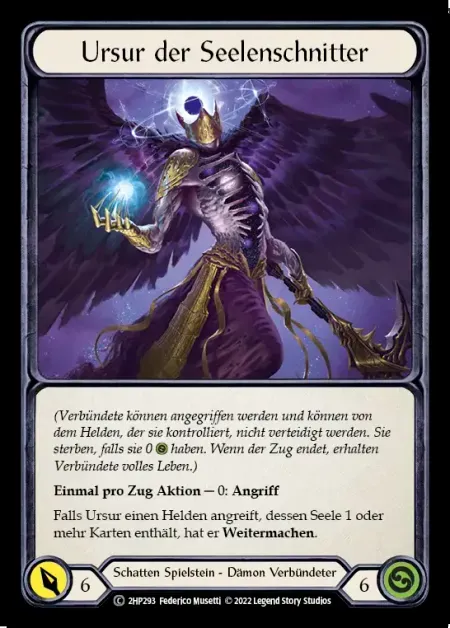 Ursur der Seelenschnitter
(Verbündete können angegriffen werden und können von
dem Helden, der sie kontrolliert, nicht verteidigt werden. Sie
sterben, falls sie 0 haben. Wenn der Zug endet, erhalten
Verbündete volles Leben.)
Einmal pro Zug Aktion — 0: Angriff
Falls Ursur einen Helden angreift, dessen Seele 1 oder
mehr Karten enthält, hat er Weitermachen.
6 Schatten Spielstein - Dämon Verbündeter 6
C 2HP293 Federico Musetti © 2022 Legend Story Studios